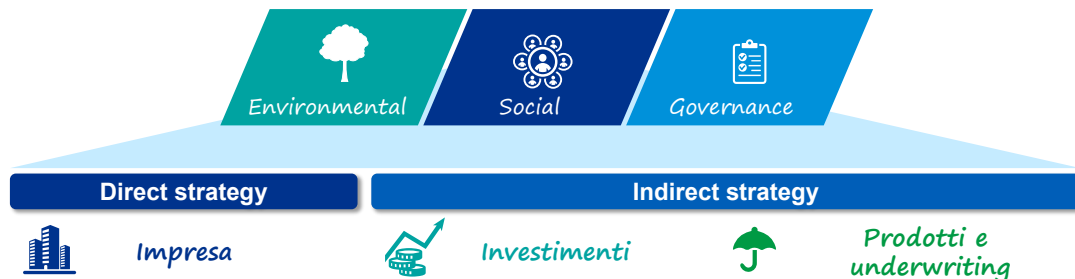 Environmental
Social
Governance
Direct strategy
Indirect strategy
Impresa
Investimenti
Prodotti e
underwriting